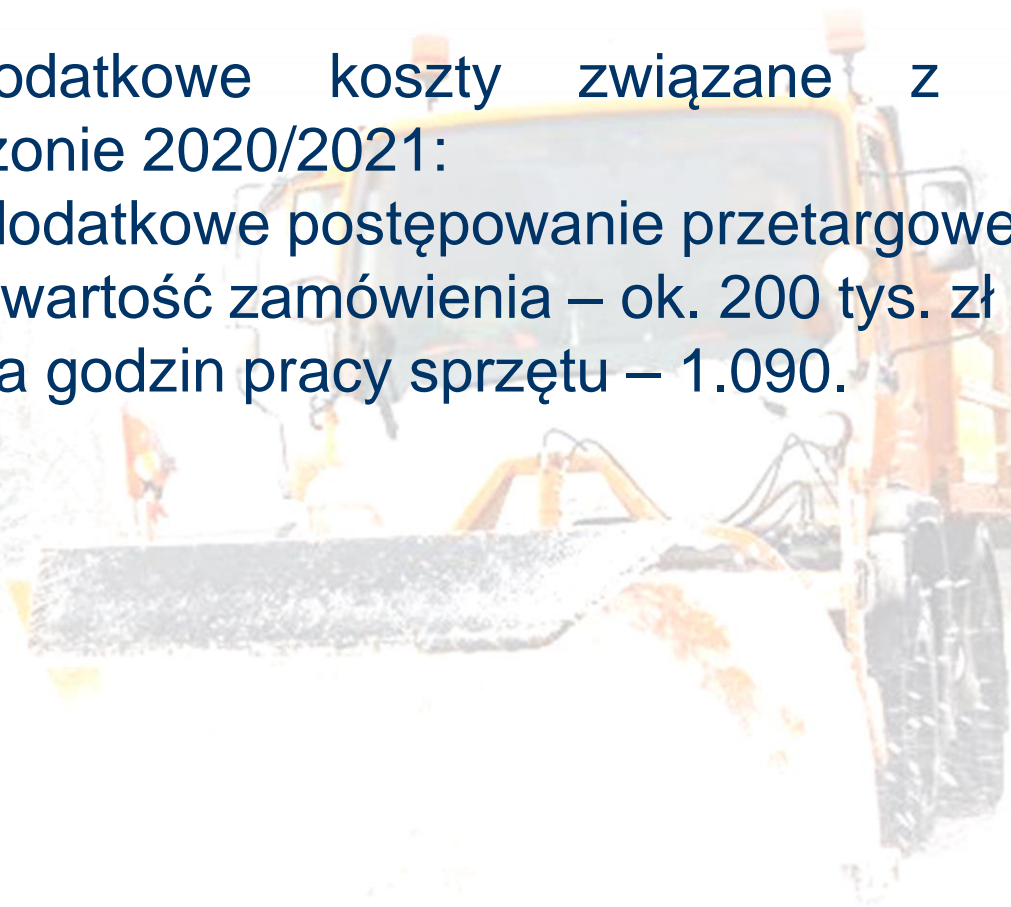 odatkowe koszty związane z
zonie 2020/2021:
dodatkowe postępowanie przetargowe
wartość zamówienia – ok. 200 tys. zł
a godzin pracy sprzętu – 1.090.